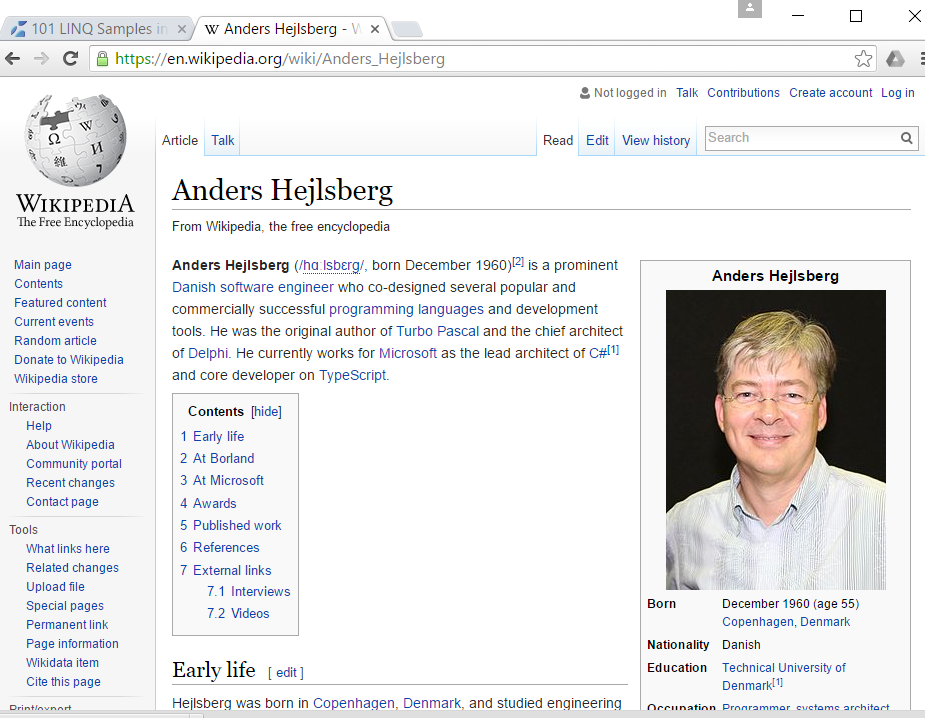 101 LINQ Samples in
W Anders Hejlsberg - W
https://en.wikipedia.org/wiki/Anders_Hejlsberg
Not logged in Talk Contributions Create account Log in
Article Talk Read Edit View history Search
WIKIPEDIA
The Free Encyclopedia
Main page
Contents
Featured content
Current events
Random article
Donate to Wikipedia
Wikipedia store
Interaction
Help
About Wikipedia
Community portal
Recent changes
Contact page
Tools
What links here
Related changes
Upload file
Special pages
Permanent link
Page information
Wikidata item
Cite this page
Print/export
Anders Hejlsberg
From Wikipedia, the free encyclopedia
Anders Hejlsberg (/hɑːlsbɛrɡ/, born December 1960)[2] is a prominent
Danish software engineer who co-designed several popular and
commercially successful programming languages and development
tools. He was the original author of Turbo Pascal and the chief architect
of Delphi. He currently works for Microsoft as the lead architect of C#[1]
and core developer on TypeScript.
Contents [hide]
1 Early life
2 At Borland
3 At Microsoft
4 Awards
5 Published work
6 References
7 External links
7.1 Interviews
7.2 Videos
Early life [ edit ]
Hejlsberg was born in Copenhagen, Denmark, and studied engineering
Anders Hejlsberg
Born December 1960 (age 55)
Copenhagen, Denmark
Nationality Danish
Education Technical University of
Denmark[1]
Occupation Programmer, systems architect